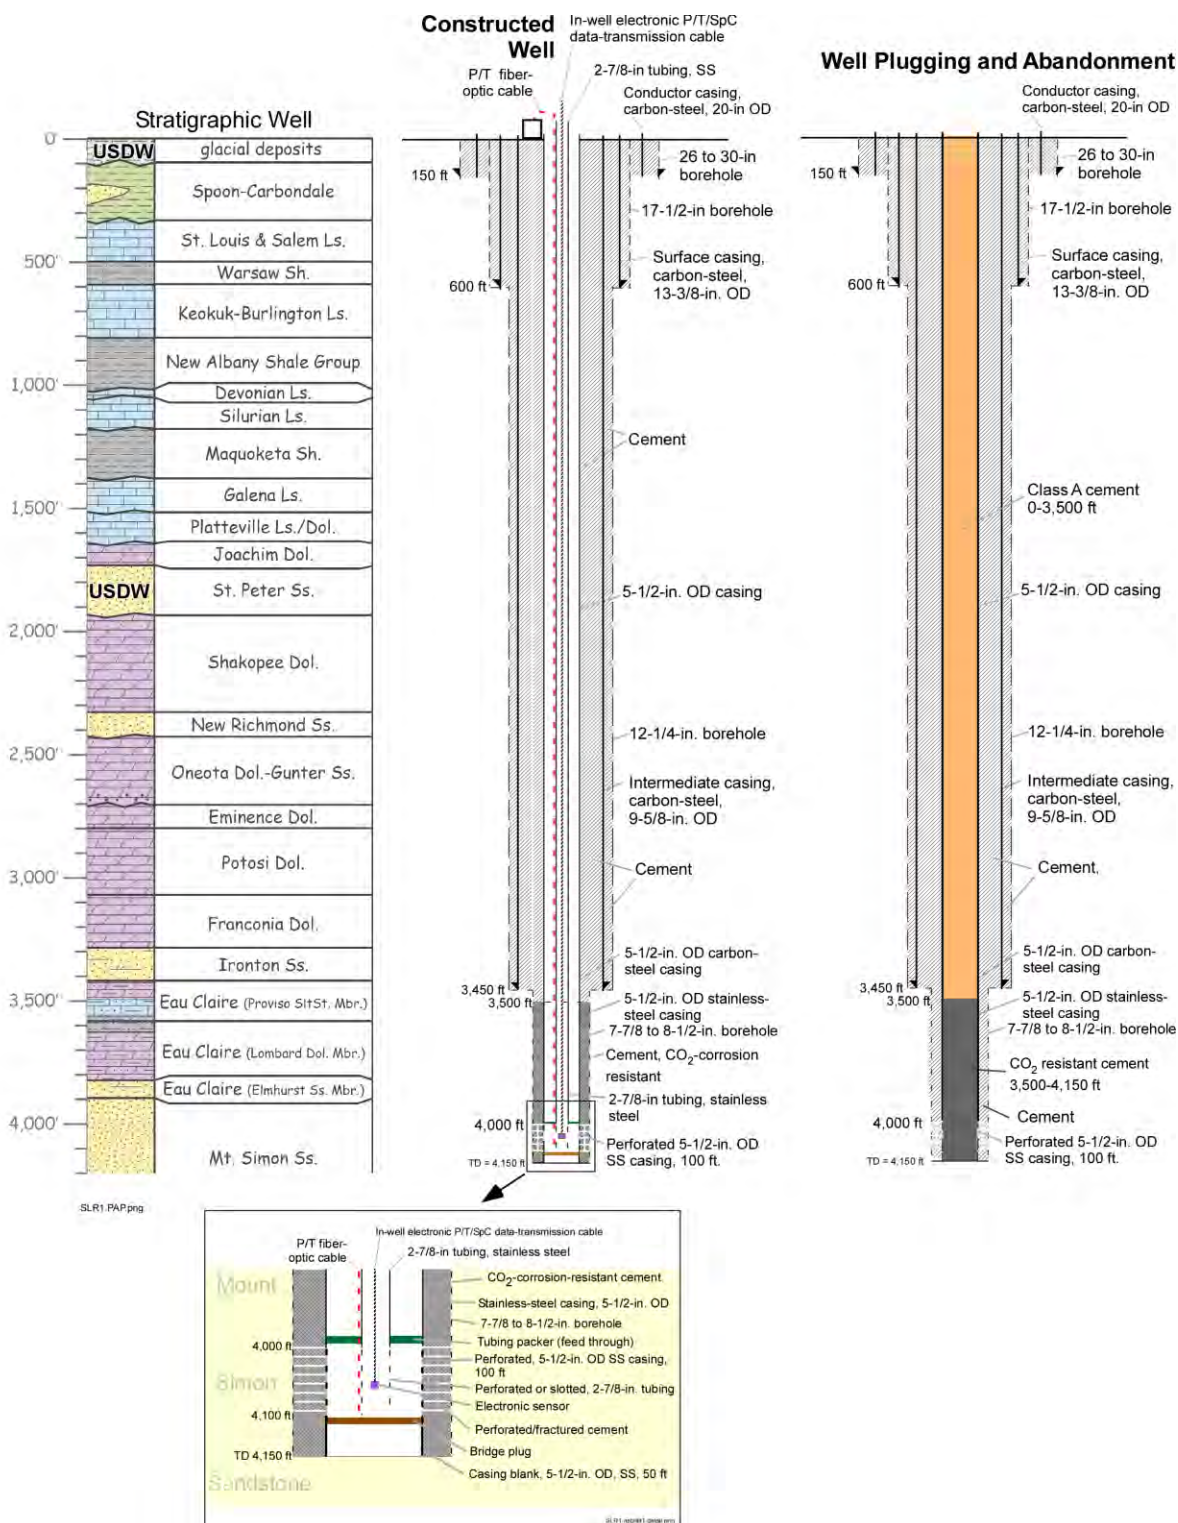 Constructed
Well
In-well electronic P/T/SpC
data-transmission cable
P/T fiber-
optic cable
2-7/8-in tubing, SS
Conductor casing,
carbon-steel, 20-in OD
150 ft
26 to 30-in
borehole
17-1/2-in borehole
Surface casing,
carbon-steel,
13-3/8-in. OD
600 ft
Cement
5-1/2-in. OD casing
12-1/4-in. borehole
Intermediate casing,
carbon-steel,
9-5/8-in. OD
Cement
5-1/2-in. OD carbon-
steel casing
3,450 ft
3,500 ft
5-1/2-in. OD stainless-
steel casing
7-7/8 to 8-1/2-in. borehole
Cement, CO2-corrosion
resistant
2-7/8-in tubing, stainless
steel
4,000 ft
Perforated 5-1/2-in. OD
SS casing, 100 ft.
TD = 4,150 ft
Well Plugging and Abandonment
Conductor casing,
carbon-steel, 20-in OD
150 ft
26 to 30-in
borehole
17-1/2-in borehole
Surface casing,
carbon-steel,
13-3/8-in. OD
600 ft
Class A cement
0-3,500 ft
5-1/2-in. OD casing
12-1/4-in. borehole
Intermediate casing,
carbon-steel,
9-5/8-in. OD
Cement,
5-1/2-in. OD carbon-
steel casing
3,450 ft
3,500 ft
5-1/2-in. OD stainless-
steel casing
7-7/8 to 8-1/2-in. borehole
CO2 resistant cement
3,500-4,150 ft
Cement
4,000 ft
Perforated 5-1/2-in. OD
SS casing, 100 ft.
TD = 4,150 ft
Stratigraphic Well
0'
USDW
glacial deposits
Spoon-Carbondale
St. Louis & Salem Ls.
500'
Warsaw Sh.
Keokuk-Burlington Ls.
New Albany Shale Group
1,000'
Devonian Ls.
Silurian Ls.
Maquoketa Sh.
Galena Ls.
1,500'
Platteville Ls./Dol.
Joachim Dol.
USDW
St. Peter Ss.
2,000'
Shakopee Dol.
New Richmond Ss.
2,500'
Oneota Dol.-Gunter Ss.
Eminence Dol.
Potosi Dol.
3,000'
Franconia Dol.
Ironton Ss.
3,500'
Eau Claire (Proviso SltSt. Mbr.)
Eau Claire (Lombard Dol. Mbr.)
Eau Claire (Elmhurst Ss. Mbr.)
4,000'
Mt. Simon Ss.
SLR1.PAP.png
In-well electronic P/T/SpC data-transmission cable
P/T fiber-
optic cable
2-7/8-in tubing, stainless steel
Mount
CO2-corrosion-resistant cement
Stainless-steel casing, 5-1/2-in. OD
7-7/8 to 8-1/2-in. borehole
4,000 ft
Tubing packer (feed through)
Perforated, 5-1/2-in. OD SS casing,
100 ft
Simon
Perforated or slotted, 2-7/8-in. tubing
Electronic sensor
4,100 ft
Perforated/fractured cement
Bridge plug
TD 4,150 ft
Casing blank, 5-1/2-in. OD, SS, 50 ft
Sandstone